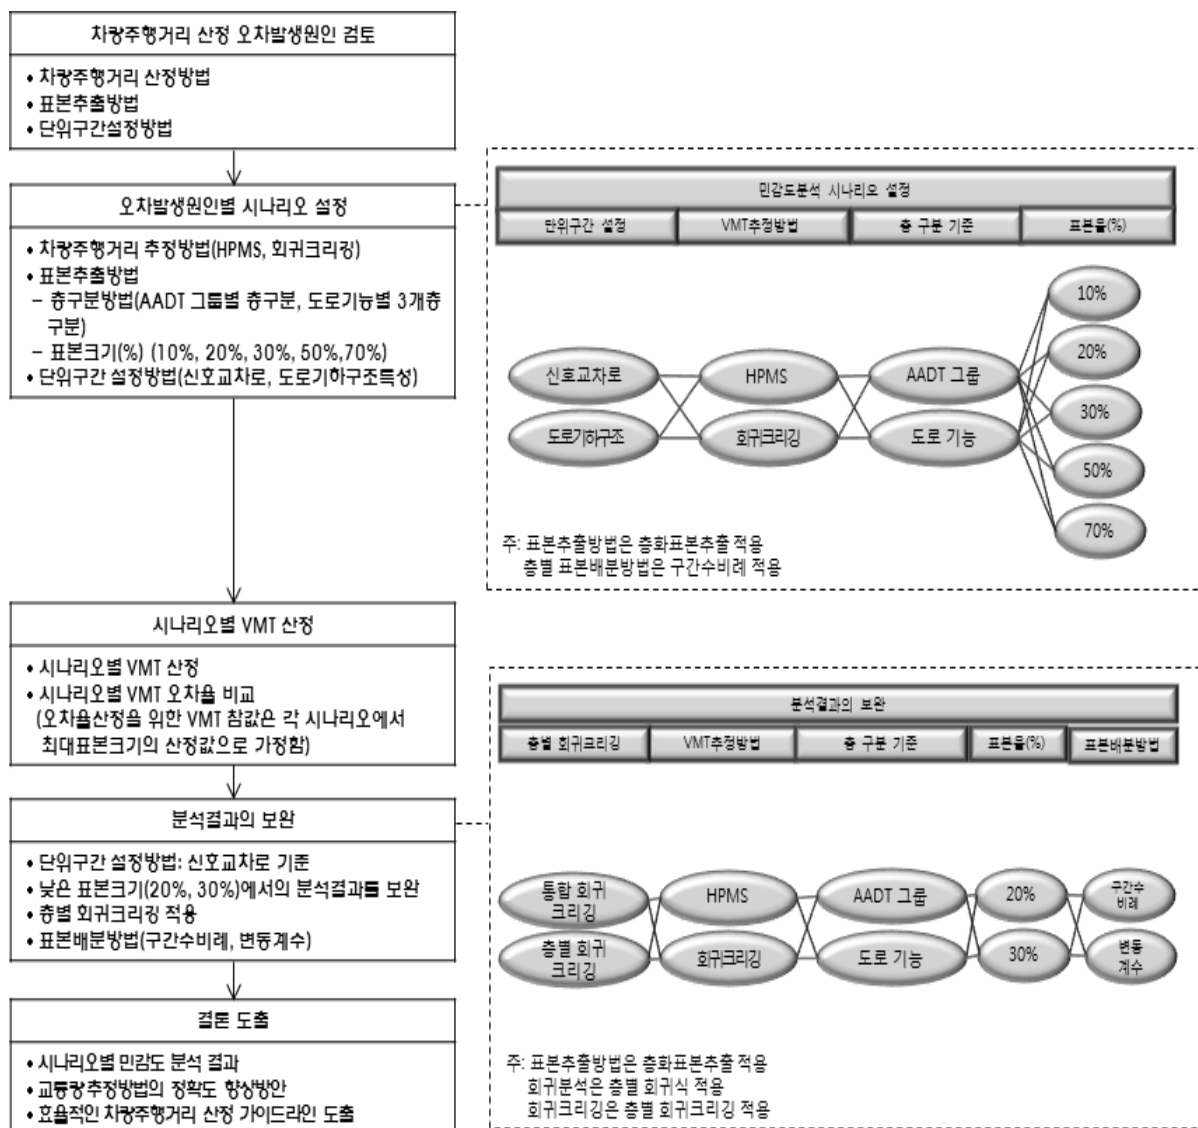 차량주행거리 산정 오차발생원인 검토
• 차량주행거리 산정방법
• 표본추출방법
• 단위구간설정방법
오차발생원인별 시나리오 설정
• 차량주행거리 추정방법(HPMS, 회귀크리깅)
• 표본추출방법
– 층구분방법(AADT 그룹별 층구분, 도로기능별 3개층
구분)
– 표본크기(%) (10%, 20%, 30%, 50%,70%)
• 단위구간 설정방법(신호교차로, 도로기하구조특성)
민감도분석 시나리오 설정
단위구간 설정
VMT추정방법
층 구분 기준
표본율(%)
신호교차로
도로기하구조
HPMS
회귀크리깅
AADT 그룹
도로 기능
10%
20%
30%
50%
70%
주: 표본추출방법은 층화표본추출 적용
층별 표본배분방법은 구간수비례 적용
시나리오별 VMT 산정
• 시나리오별 VMT 산정
• 시나리오별 VMT 오차율 비교
(오차율산정을 위한 VMT 참값은 각 시나리오에서
최대표본크기의 산정값으로 가정함)
분석결과의 보완
• 단위구간 설정방법: 신호교차로 기준
• 낮은 표본크기(20%, 30%)에서의 분석결과를 보완
• 층별 회귀크리깅 적용
• 표본배분방법(구간수비례, 변동계수)
분석결과의 보완
층별 회귀크리깅
VMT추정방법
층 구분 기준
표본율(%)
표본배분방법
통합 회귀
크리깅
층별 회귀
크리깅
HPMS
회귀크리깅
AADT 그룹
도로 기능
20%
30%
구간수
비례
변동
계수
주: 표본추출방법은 층화표본추출 적용
회귀분석은 층별 회귀식 적용
회귀크리깅은 층별 회귀크리깅 적용
결론 도출
• 시나리오별 민감도 분석 결과
• 교통량추정방법의 정확도 향상방안
• 효율적인 차량주행거리 산정 가이드라인 도출